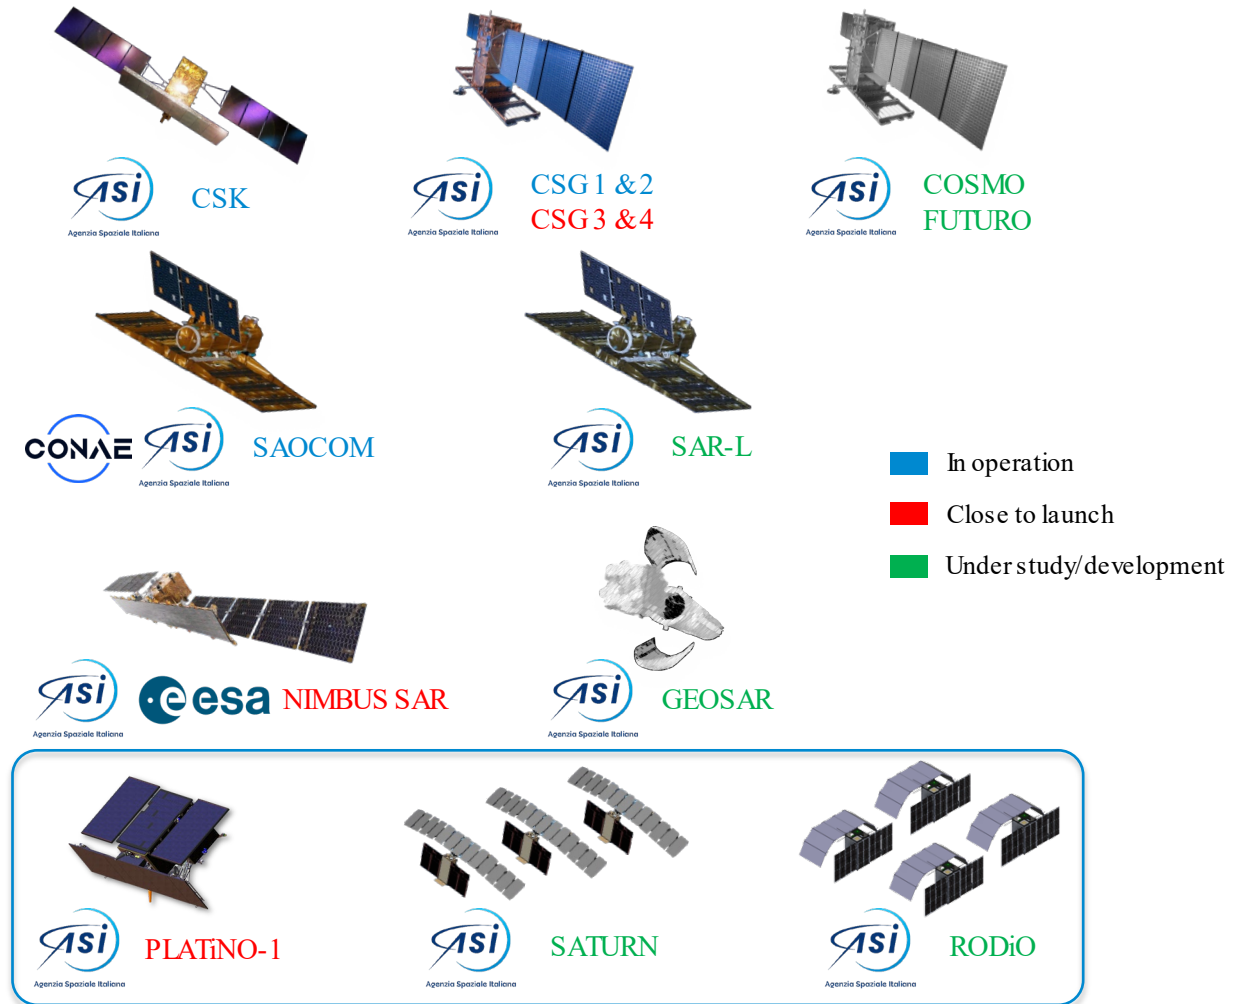 asi
Agenzia Spaziale Italiana
CSK
asi
Agenzia Spaziale Italiana
CSG 1 & 2
CSG 3 & 4
asi
Agenzia Spaziale Italiana
COSMO
FUTURO
CONAE
asi
Agenzia Spaziale Italiana
SAOCOM
asi
Agenzia Spaziale Italiana
SAR-L
In operation
Close to launch
Under study/development
asi
Agenzia Spaziale Italiana
esa
NIMBUS SAR
asi
Agenzia Spaziale Italiana
GEOSAR
asi
Agenzia Spaziale Italiana
PLATiNO-1
asi
Agenzia Spaziale Italiana
SATURN
asi
Agenzia Spaziale Italiana
RODiO